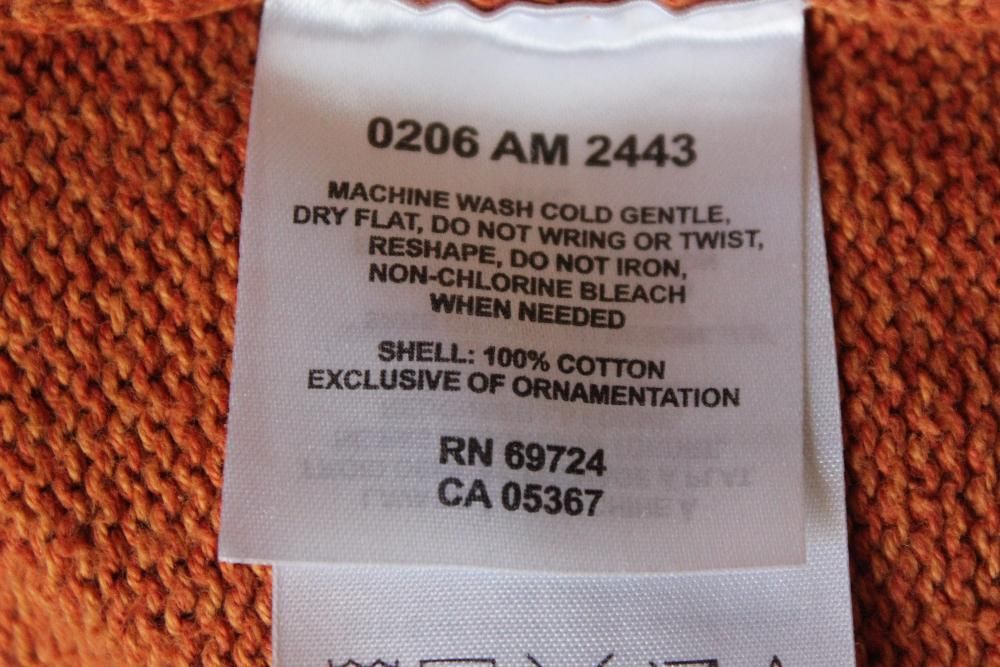 0206 AM 2443
MACHINE WASH COLD GENTLE,
DRY FLAT, DO NOT WRING OR TWIST,
RESHAPE, DO NOT IRON,
NON-CHLORINE BLEACH
WHEN NEEDED
SHELL: 100% COTTON
EXCLUSIVE OF ORNAMENTATION
RN 69724
CA 05367